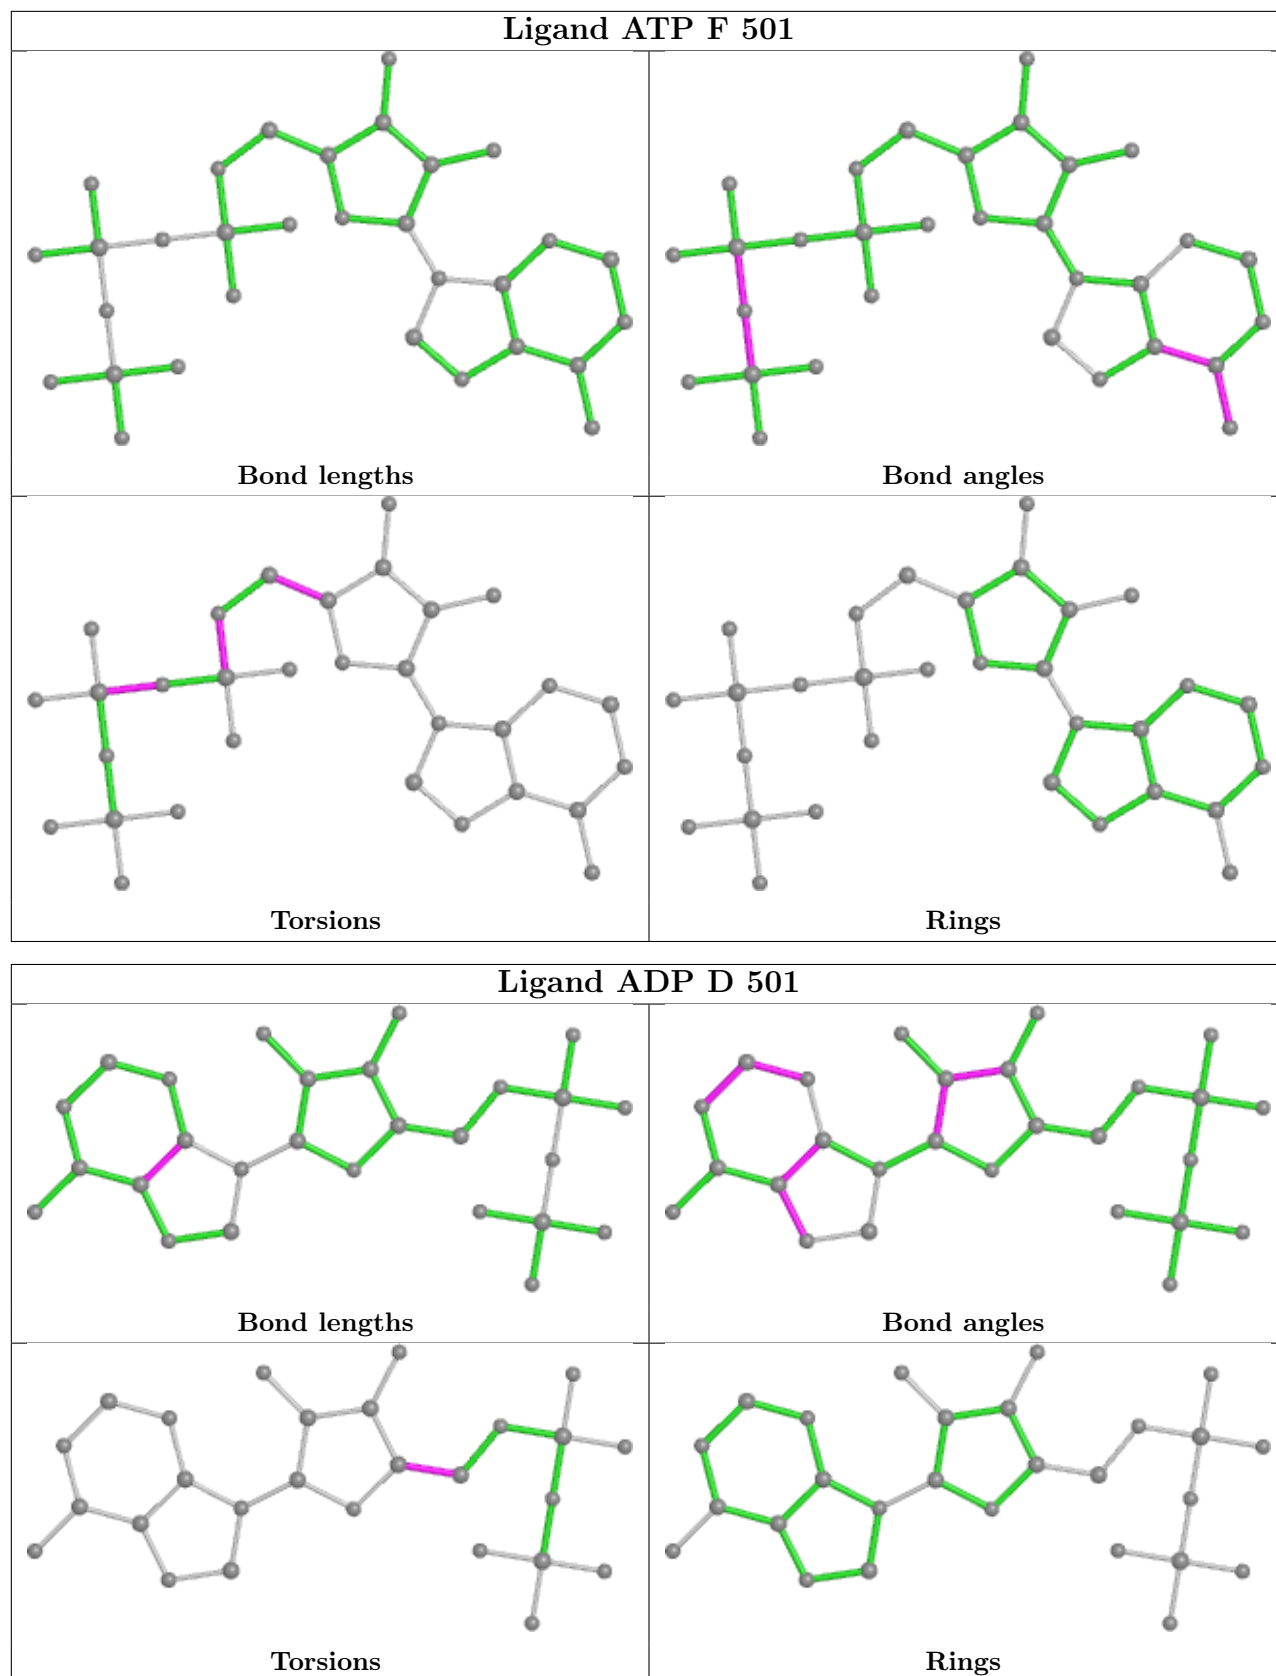 Ligand ATP F 501
Bond lengths
Bond angles
Torsions
Rings
Ligand ADP D 501
Bond lengths
Bond angles
Torsions
Rings